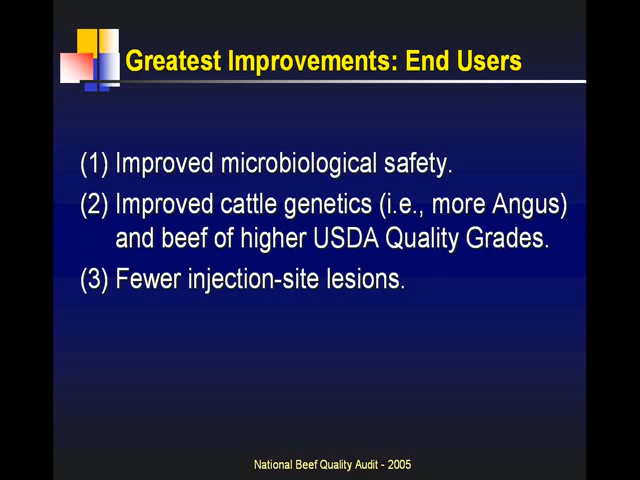 Greatest Improvements: End Users
(1) Improved microbiological safety.
(2) Improved cattle genetics (i.e., more Angus)
and beef of higher USDA Quality Grades.
(3) Fewer injection-site lesions.
National Beef Quality Audit - 2005